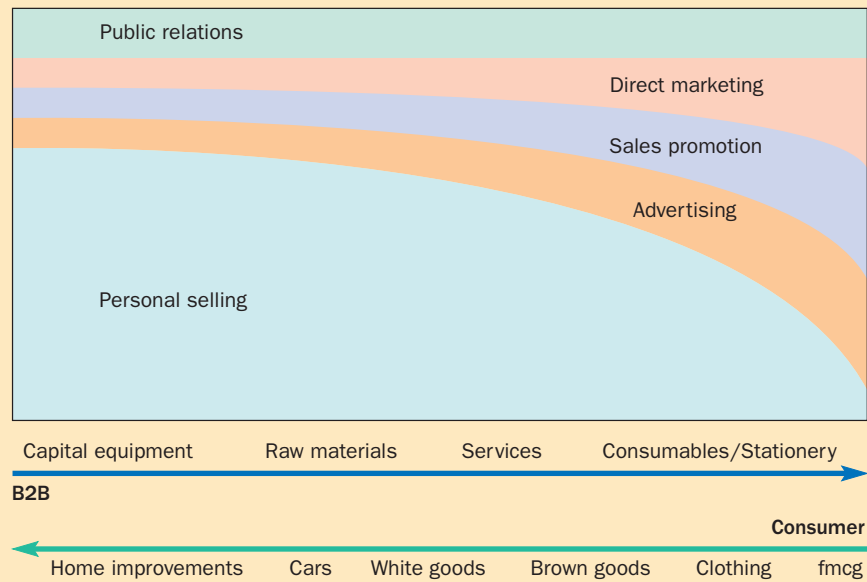 Public relations
Direct marketing
Sales promotion
Advertising
Personal selling
Capital equipment Raw materials Services Consumables/Stationery
B2B
Consumer
Home improvements Cars White goods Brown goods Clothing fmcg